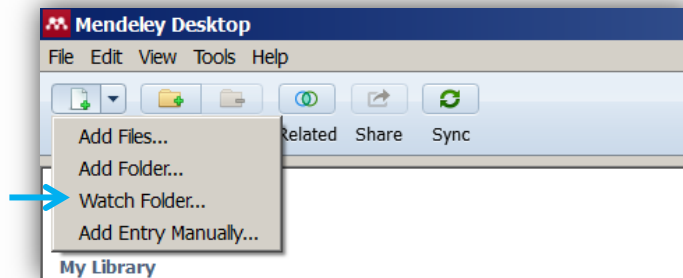 Mendeley Desktop
File Edit View Tools Help
Related Share Sync
Add Files...
Add Folder...
Watch Folder...
Add Entry Manually...
My Library